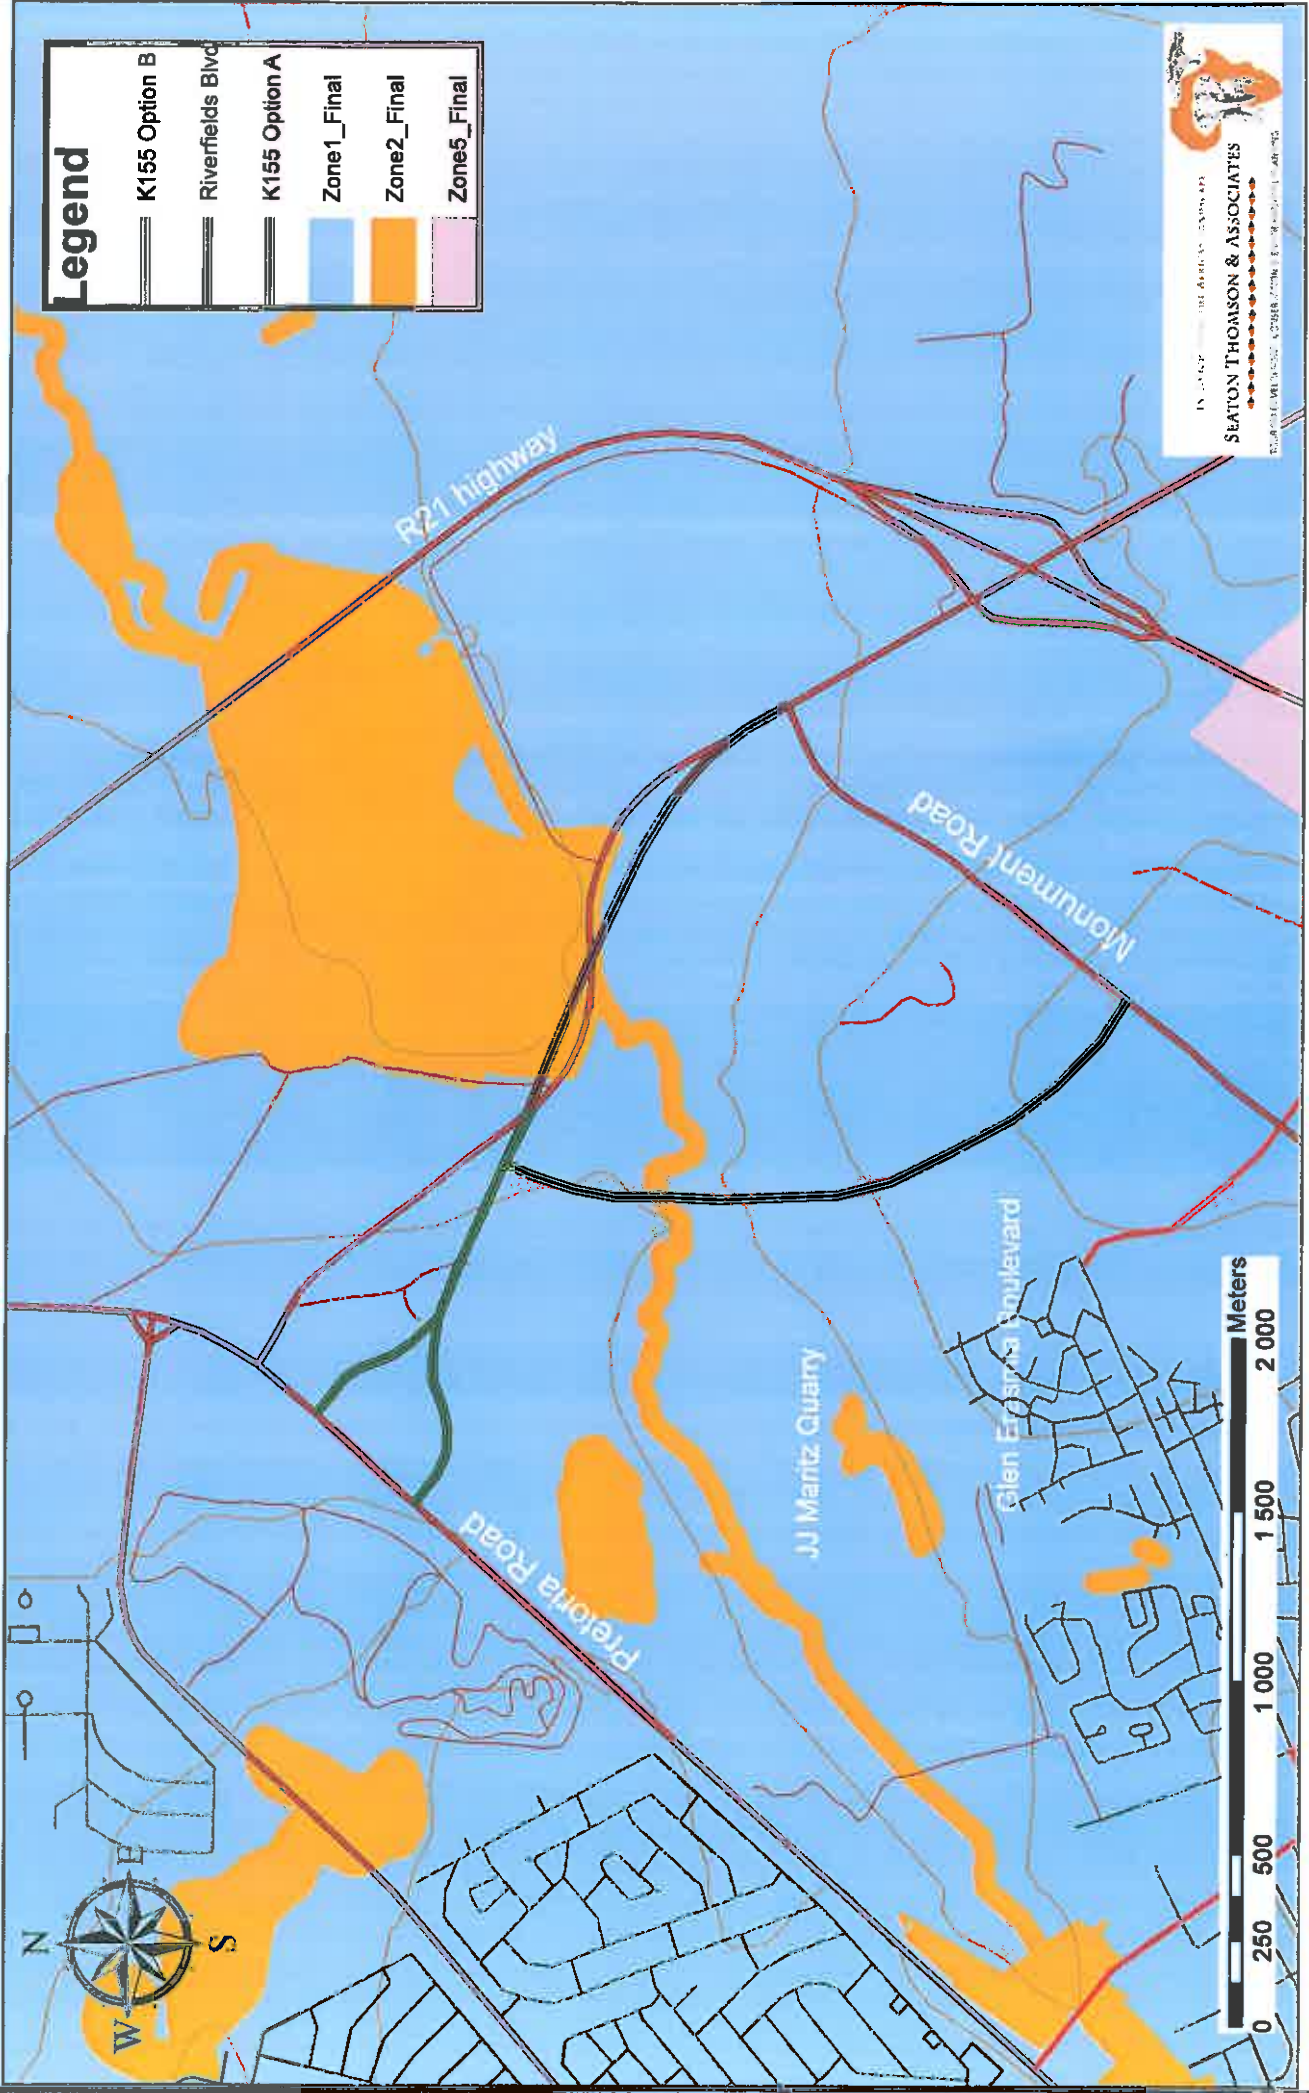 Legend
K155 Option B
Riverfields Blvd
K155 Option A
Zone1_Final
Zone2_Final
Zone5_Final
R21 highway
Monument Road
Pretoria Road
JJ Maritz Quarry
Glen Erasmia Boulevard
N
E
S
W
0 250 500 1 000 1 500 2 000
Meters
SEATON THOMSON & ASSOCIATES